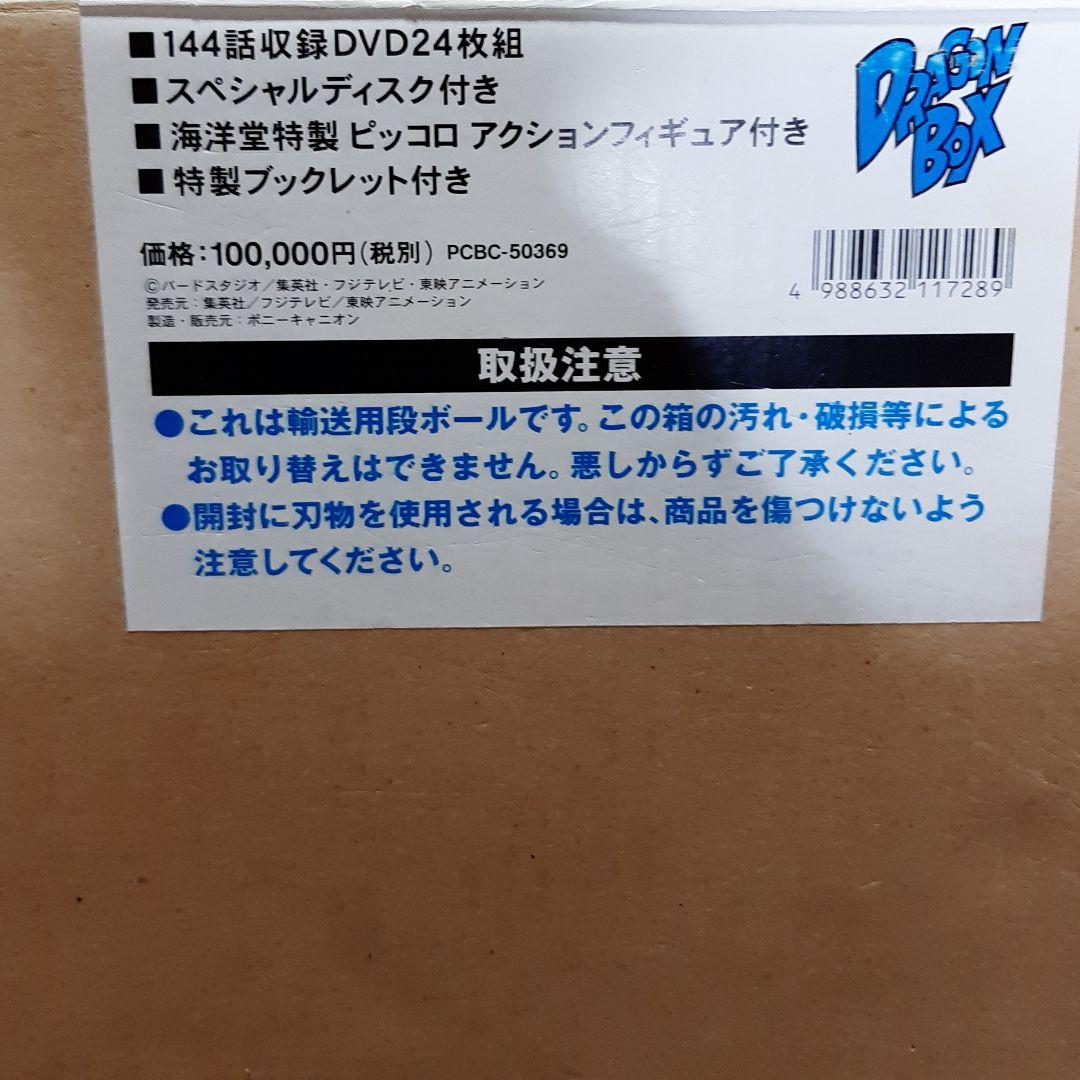 ■144話収録DVD24枚組
■スペシャルディスク付き
■海洋堂特製 ピッコロ アクションフィギュア付き
■特製ブックレット付き
DRAGON
BOX
価格:100,000円(税別) PCBC-50369
©バードスタジオ/集英社・フジテレビ・東映アニメーション
発売元:集英社/フジテレビ/東映アニメーション
製造・販売元:ポニーキャニオン
4 988632 117289
取扱注意
●これは輸送用段ボールです。この箱の汚れ・破損等による
お取り替えはできません。悪しからずご了承ください。
●開封に刃物を使用される場合は、商品を傷つけないよう
注意してください。